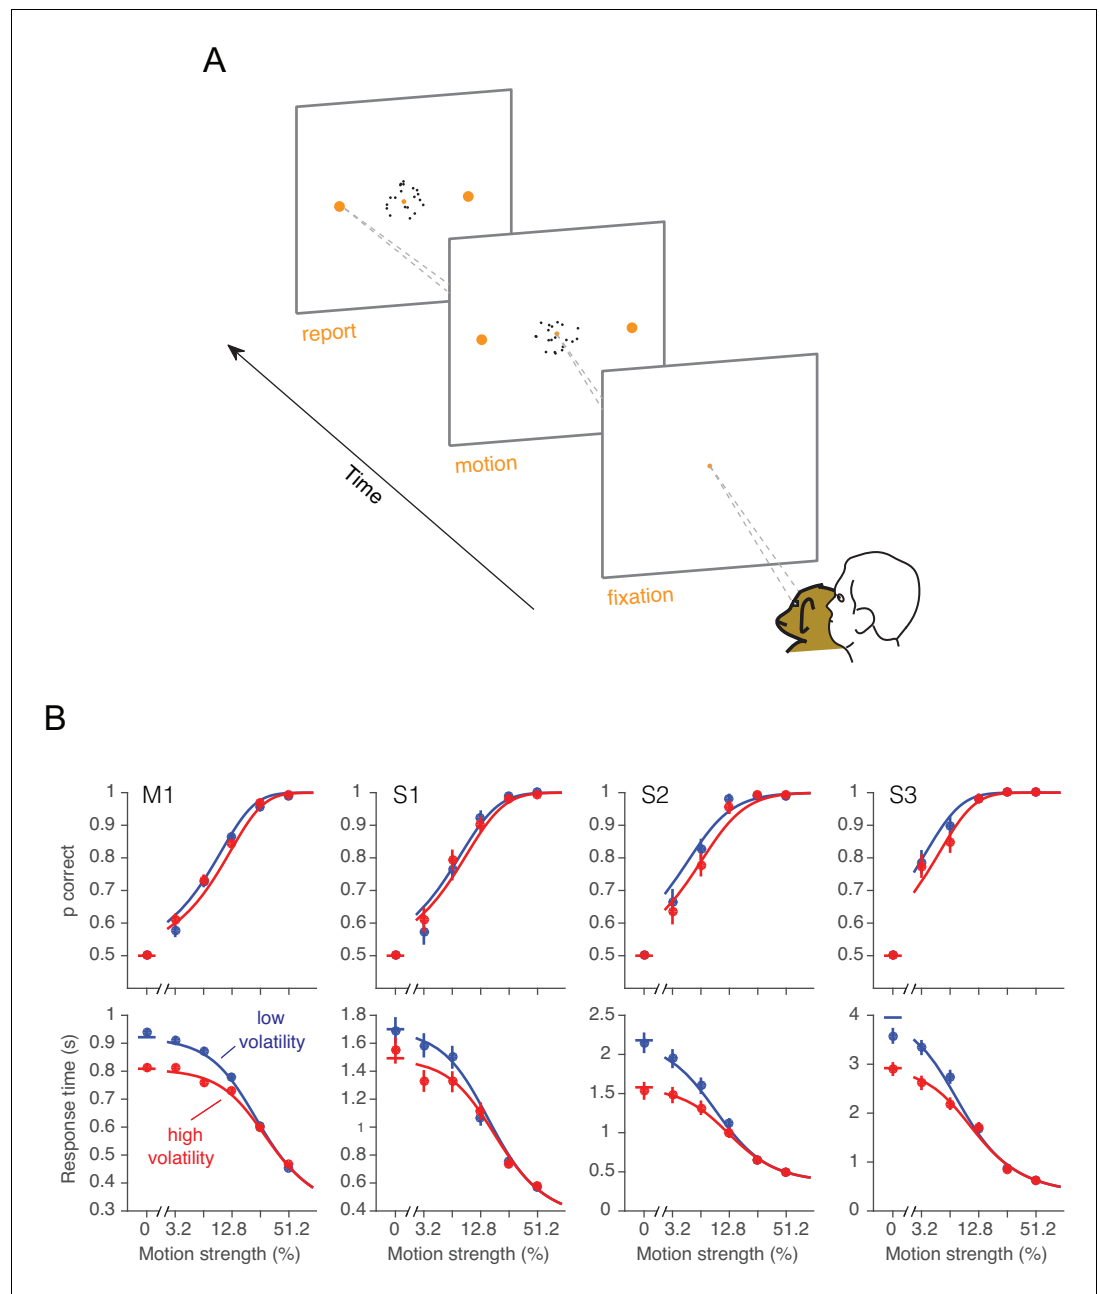 A
report
motion
Time
fixation
B
M1
S1
S2
S3
p correct
1
0.9
0.8
0.7
0.6
0.5
1
0.9
0.8
0.7
0.6
0.5
1
0.9
0.8
0.7
0.6
0.5
1
0.9
0.8
0.7
0.6
0.5
Response time (s)
1
0.9
0.8
0.7
0.6
0.5
0.4
0.3
low
volatility
high
volatility
1.8
1.6
1.4
1.2
1
0.8
0.6
0.4
2.5
2
1.5
1
0.5
0
4
3
2
1
0
0 3.2 12.8 51.2
Motion strength (%)
0 3.2 12.8 51.2
Motion strength (%)
0 3.2 12.8 51.2
Motion strength (%)
0 3.2 12.8 51.2
Motion strength (%)